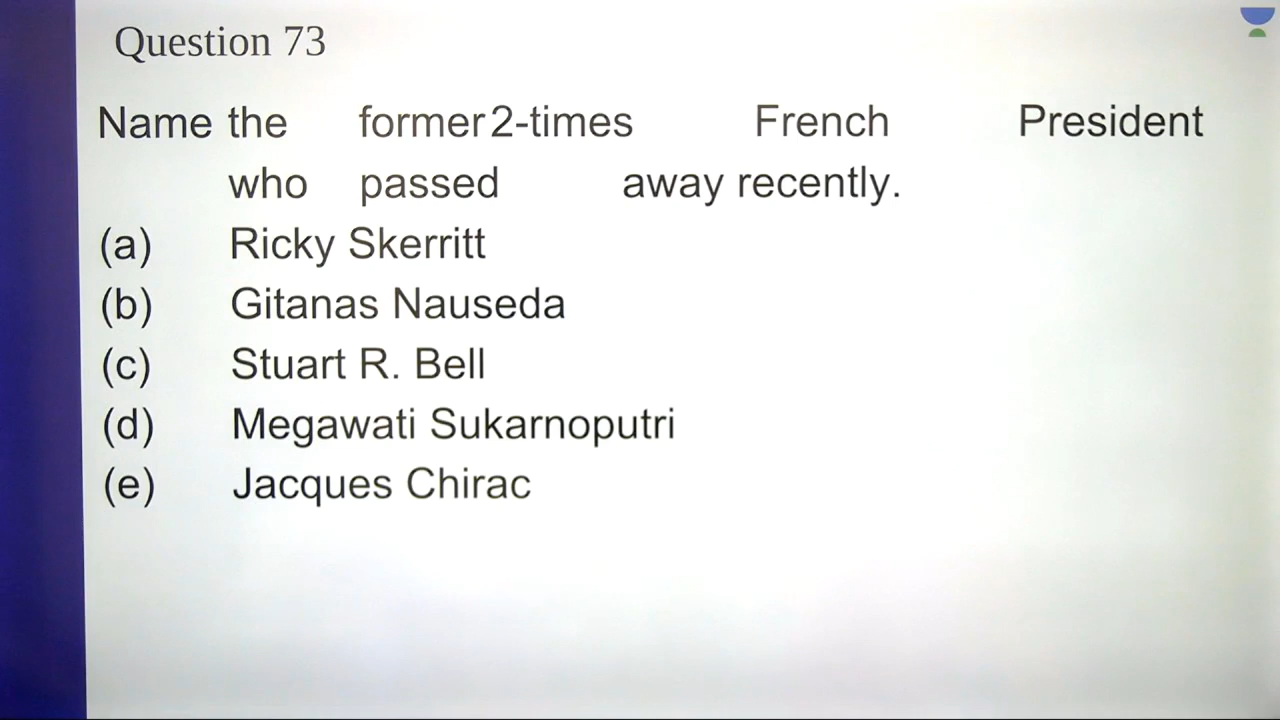 Question 73
Name the former 2-times French President
who passed away recently.
(a) Ricky Skerritt
(b) Gitanas Nauseda
(c) Stuart R. Bell
(d) Megawati Sukarnoputri
(e) Jacques Chirac